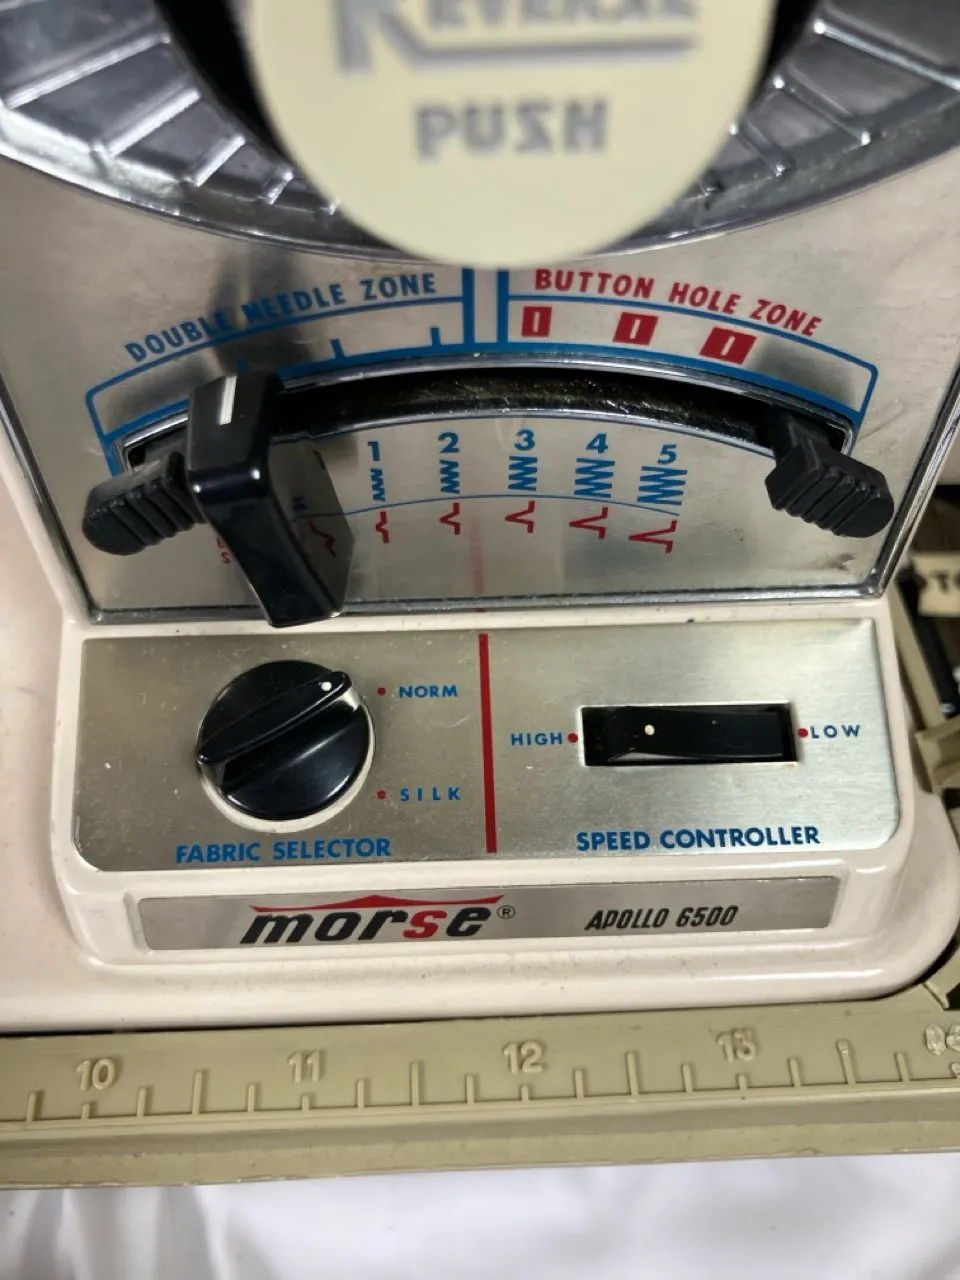 REVERSE
PUSH
DOUBLE NEEDLE ZONE
BUTTON HOLE ZONE
1 2 3 4 5
S
NORM
SILK
FABRIC SELECTOR
HIGH
LOW
SPEED CONTROLLER
morse®
APOLLO 6500
10 11 12 13